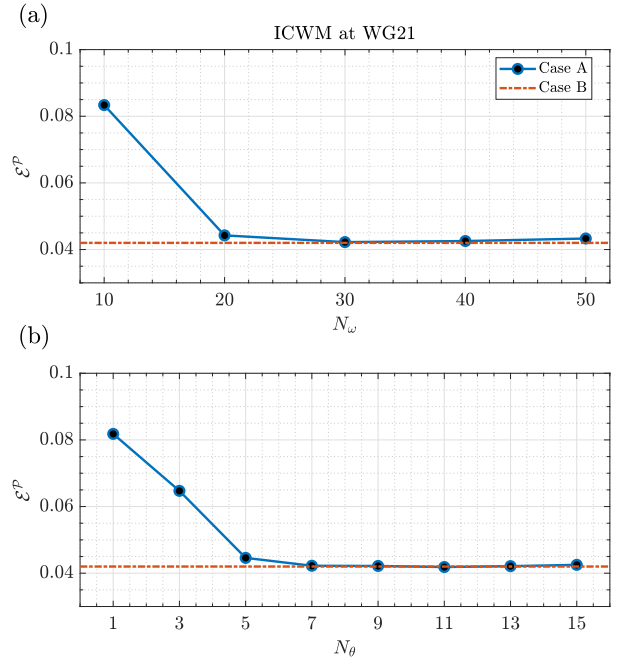 (a)
ICWM at WG21
0.1
0.08
0.06
0.04
ℰ^𝒫
Case A
Case B
10 20 30 40 50
N_ω
(b)
0.1
0.08
0.06
0.04
ℰ^𝒫
1 3 5 7 9 11 13 15
N_θ